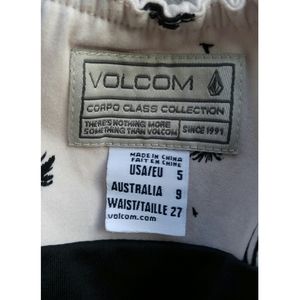 VOLCOM
CORPO CLASS COLLECTION
THERE'S NOTHING MORE
SOMETHING THAN VOLCOM
SINCE 1991
MADE IN CHINA
FAIT EN CHINE
USA/EU 5
AUSTRALIA 9
WAIST/TAILLE 27
volcom.com